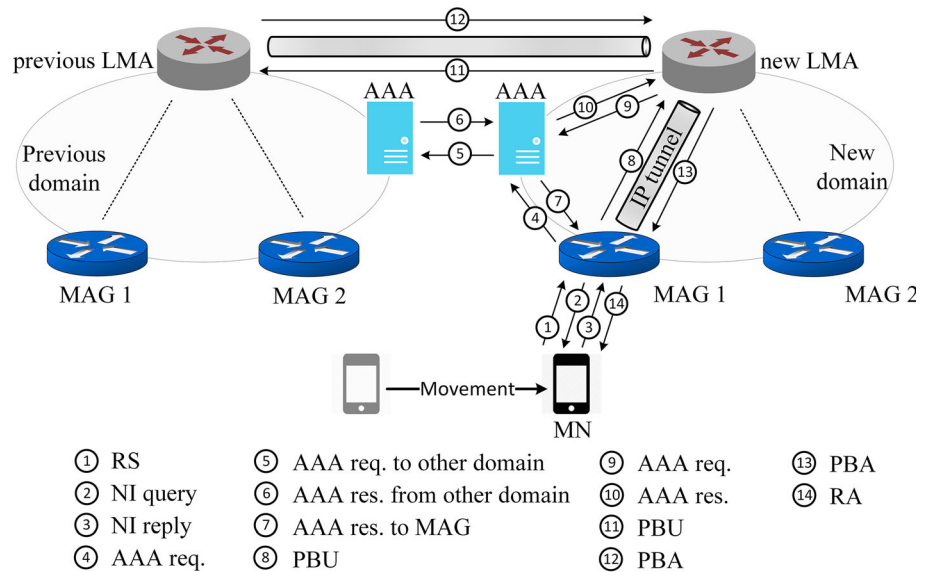 ⑫
previous LMA
new LMA
⑪
AAA
AAA
⑩
⑨
⑥
⑤
Previous
domain
New
domain
⑧
IP tunnel
⑬
⑦
④
MAG 1
MAG 2
MAG 1
MAG 2
①
②
③
⑭
Movement
MN
① RS
② NI query
③ NI reply
④ AAA req.
⑤ AAA req. to other domain
⑥ AAA res. from other domain
⑦ AAA res. to MAG
⑧ PBU
⑨ AAA req.
⑩ AAA res.
⑪ PBU
⑫ PBA
⑬ PBA
⑭ RA